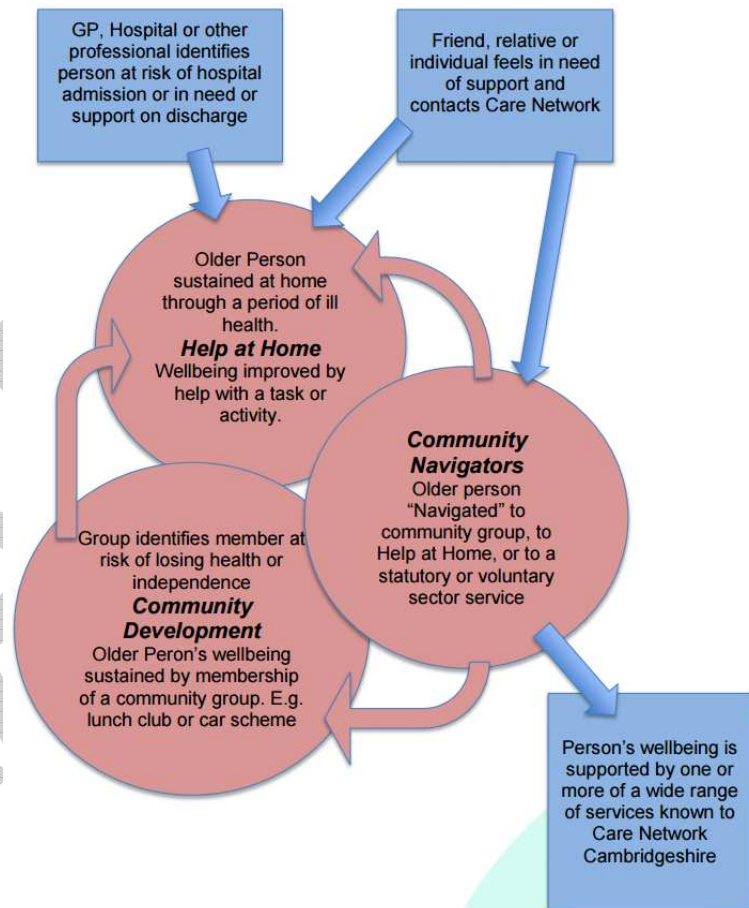 GP, Hospital or other
professional identifies
person at risk of hospital
admission or in need or
support on discharge
Friend, relative or
individual feels in need
of support and
contacts Care Network
Older Person
sustained at home
through a period of ill
health.
Help at Home
Wellbeing improved by
help with a task or
activity.
Community
Navigators
Older person
“Navigated” to
community group, to
Help at Home, or to a
statutory or voluntary
sector service
Group identifies member at
risk of losing health or
independence
Community
Development
Older Peron’s wellbeing
sustained by membership
of a community group. E.g.
lunch club or car scheme
Person’s wellbeing is
supported by one or
more of a wide range
of services known to
Care Network
Cambridgeshire